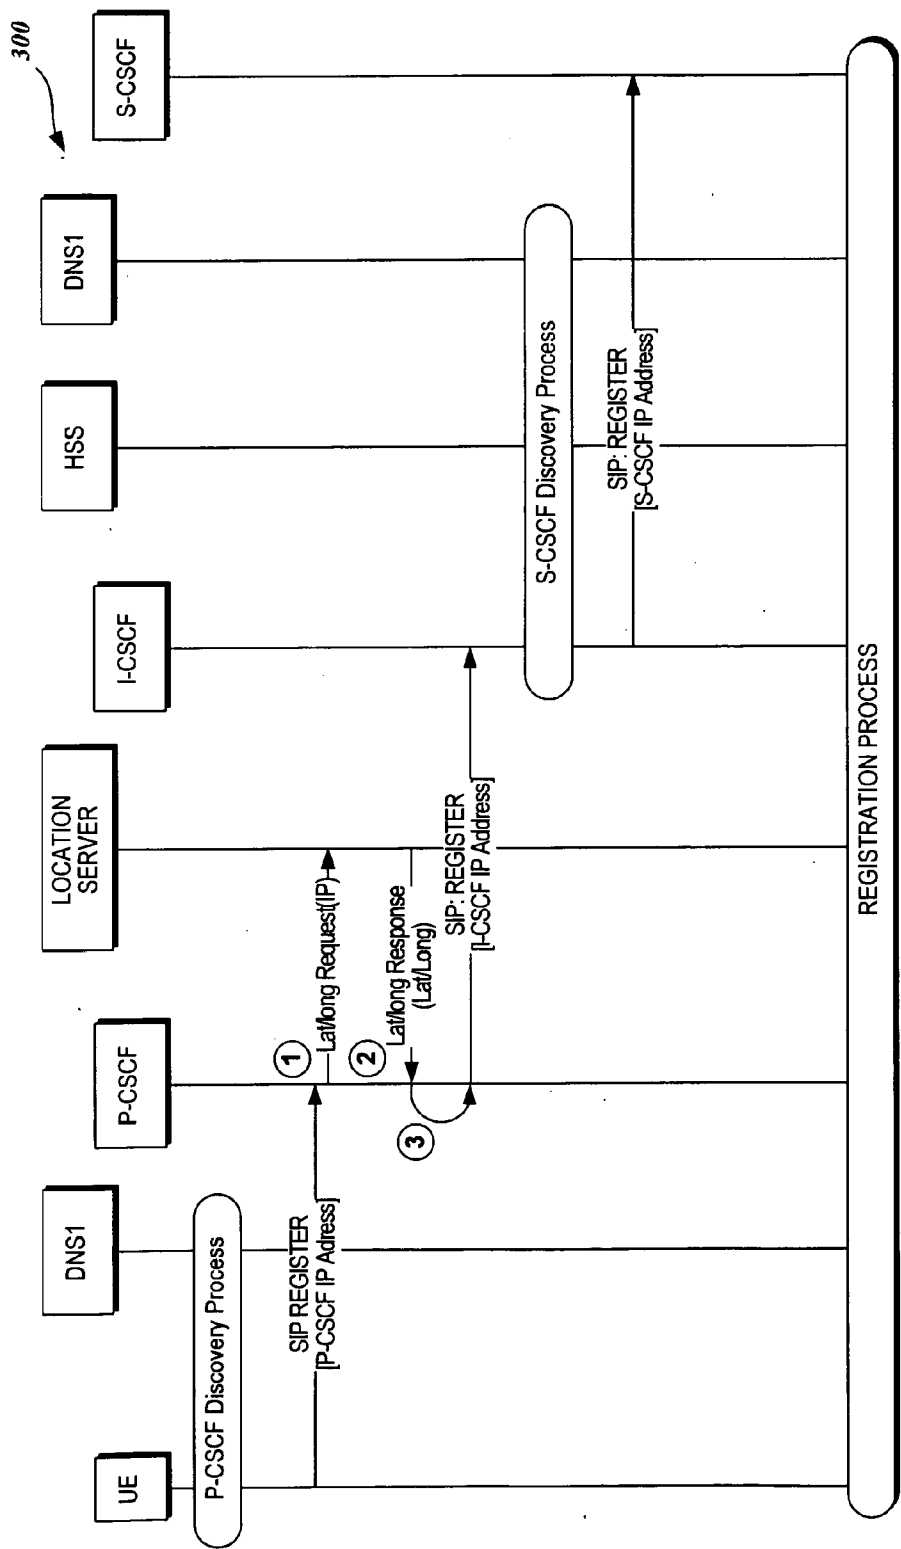 300
UE
DNS1
P-CSCF
LOCATION
SERVER
I-CSCF
HSS
DNS1
S-CSCF
P-CSCF Discovery Process
SIP REGISTER
[P-CSCF IP Adress]
1
Lat/long Request(IP)
2
Lat/long Response
(Lat/Long)
3
SIP: REGISTER
[I-CSCF IP Address]
S-CSCF Discovery Process
SIP: REGISTER
[S-CSCF IP Address]
REGISTRATION PROCESS